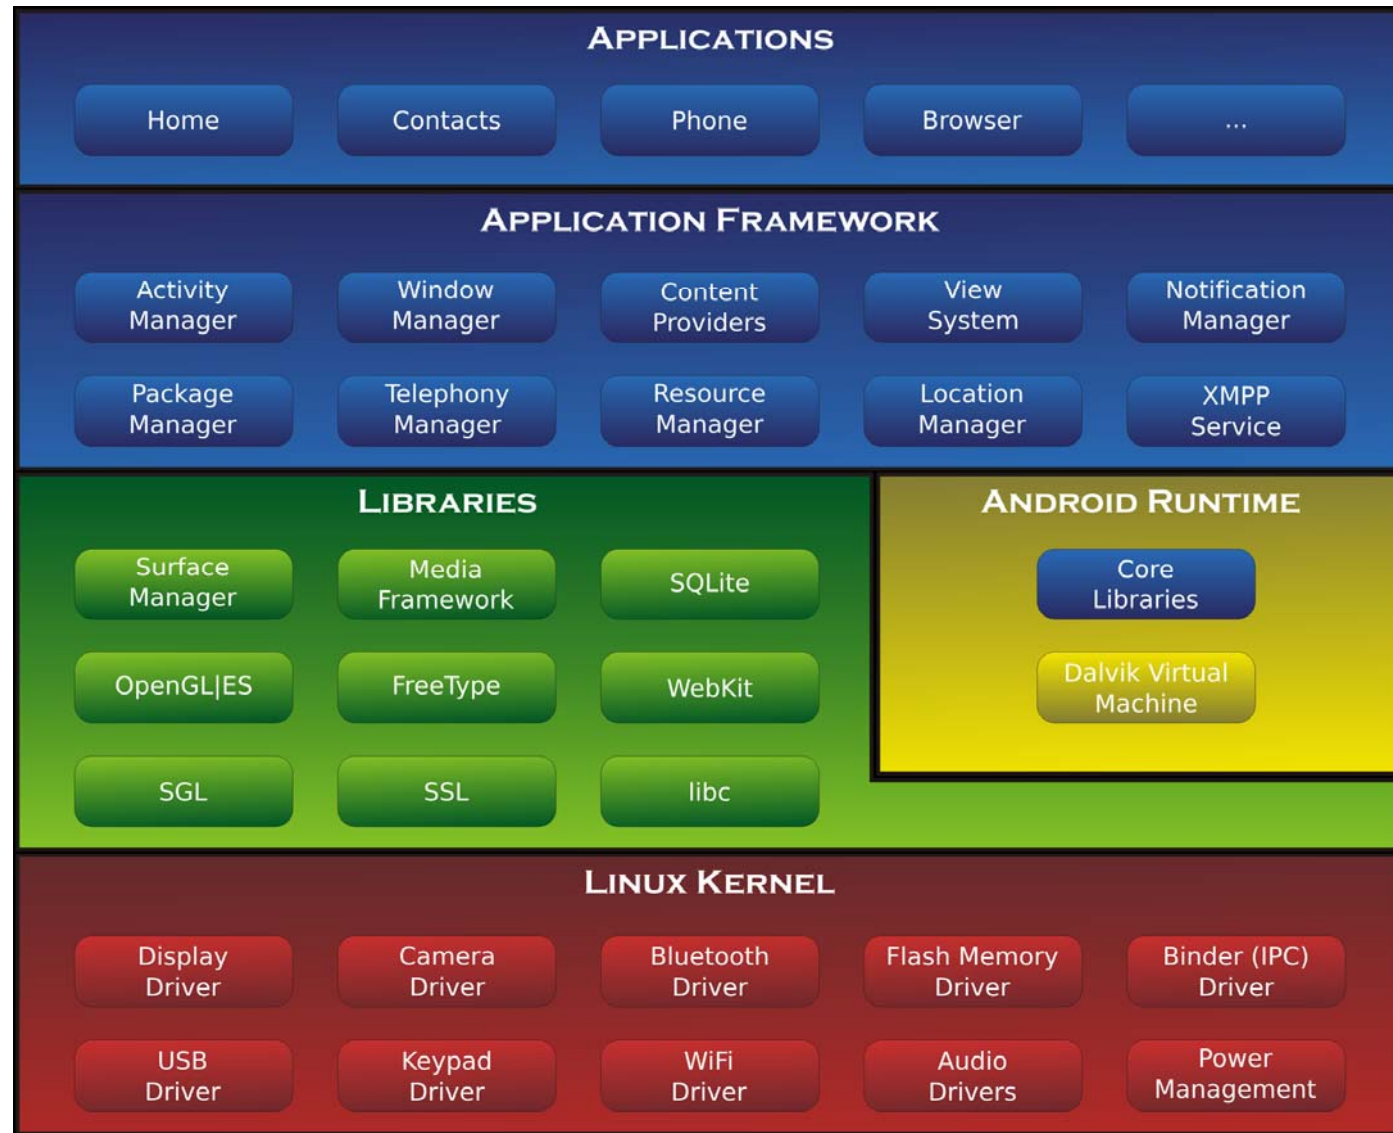 APPLICATIONS
Home
Contacts
Phone
Browser
...
APPLICATION FRAMEWORK
Activity
Manager
Window
Manager
Content
Providers
View
System
Notification
Manager
Package
Manager
Telephony
Manager
Resource
Manager
Location
Manager
XMPP
Service
LIBRARIES
Surface
Manager
Media
Framework
SQLite
OpenGL|ES
FreeType
WebKit
SGL
SSL
libc
ANDROID RUNTIME
Core
Libraries
Dalvik Virtual
Machine
LINUX KERNEL
Display
Driver
Camera
Driver
Bluetooth
Driver
Flash Memory
Driver
Binder (IPC)
Driver
USB
Driver
Keypad
Driver
WiFi
Driver
Audio
Drivers
Power
Management